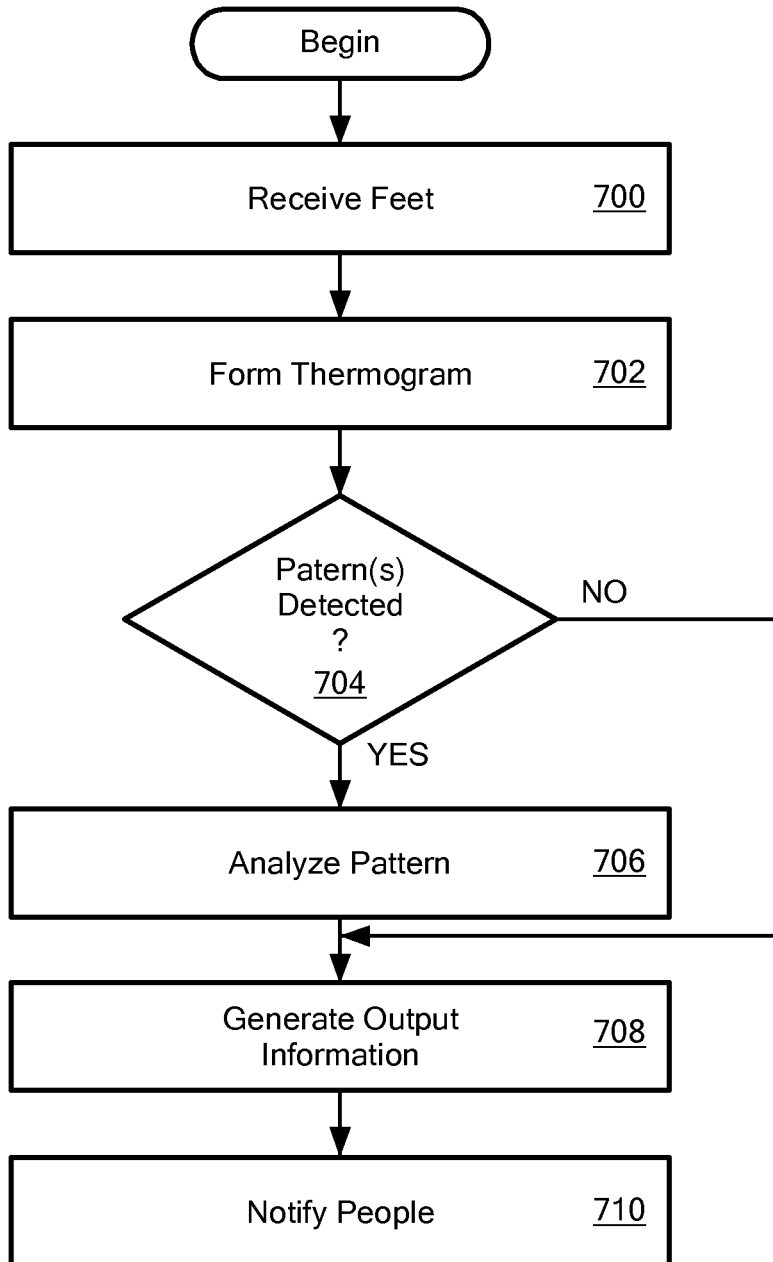 Begin
Receive Feet 700
Form Thermogram 702
Patern(s)
Detected
?
704
NO
YES
Analyze Pattern 706
Generate Output
Information
708
Notify People 710